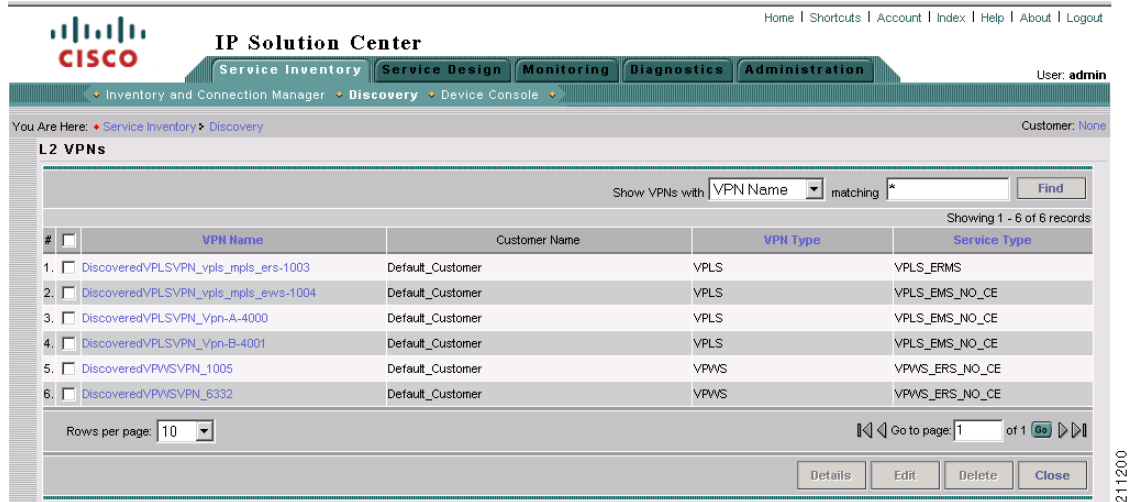 Home | Shortcuts | Account | Index | Help | About | Logout
CISCO
IP Solution Center
Service Inventory Service Design Monitoring Diagnostics Administration
User: admin
Inventory and Connection Manager Discovery Device Console
You Are Here: Service Inventory Discovery Customer: None
L2 VPNs
Show VPNs with VPN Name matching * Find
Showing 1 - 6 of 6 records
# VPN Name Customer Name VPN Type Service Type
1. DiscoveredVPLSVPN_vpls_mpls_ers-1003 Default_Customer VPLS VPLS_ERMS
2. DiscoveredVPLSVPN_vpls_mpls_ews-1004 Default_Customer VPLS VPLS_EMS_NO_CE
3. DiscoveredVPLSVPN_Vpn-A-4000 Default_Customer VPLS VPLS_EMS_NO_CE
4. DiscoveredVPLSVPN_Vpn-B-4001 Default_Customer VPLS VPLS_EMS_NO_CE
5. DiscoveredVPWSVPN_1005 Default_Customer VPWS VPWS_ERS_NO_CE
6. DiscoveredVPWSVPN_6332 Default_Customer VPWS VPWS_ERS_NO_CE
Rows per page: 10 Go to page: 1 of 1 Go
Details Edit Delete Close
211200